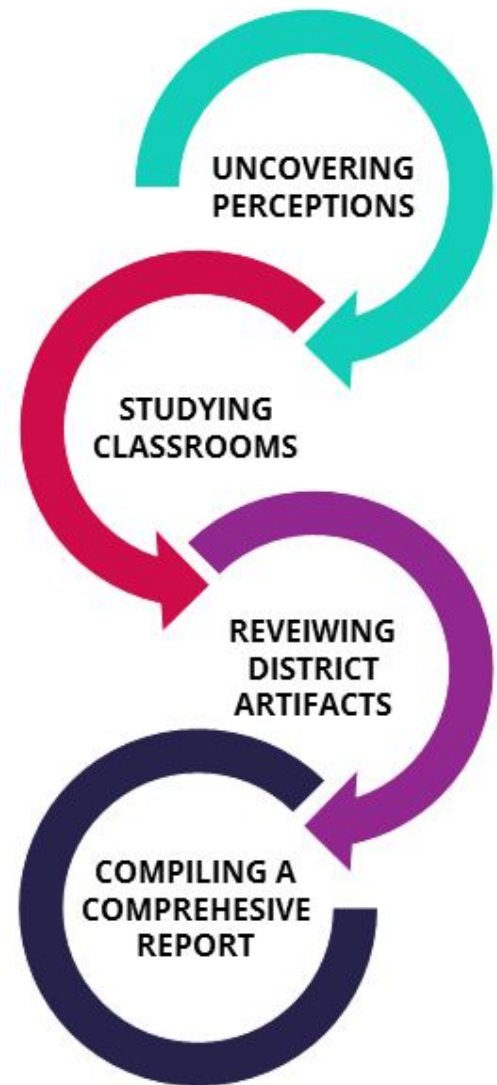 UNCOVERING
PERCEPTIONS
STUDYING
CLASSROOMS
REVEIWING
DISTRICT
ARTIFACTS
COMPILING A
COMPREHESIVE
REPORT